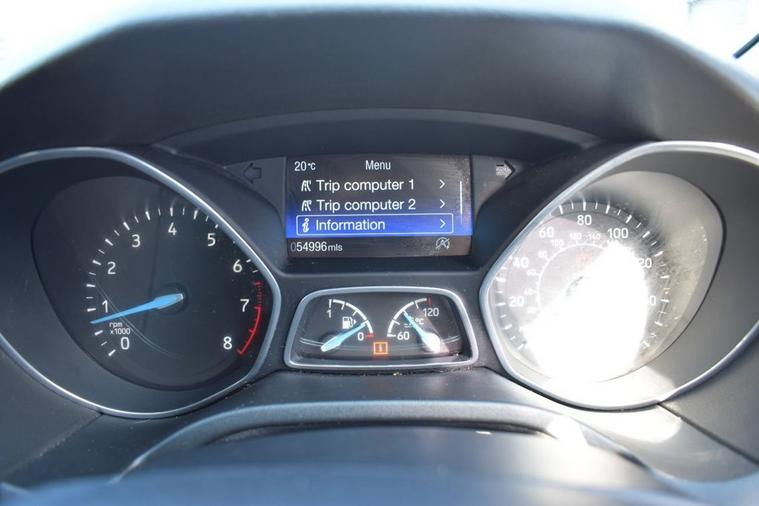 20°C Menu
Trip computer 1
Trip computer 2
Information
054996mls
0 1 2 3 4 5 6 7 8
rpm
x1000
1 0
60 120
°C
20 40 60 80 100